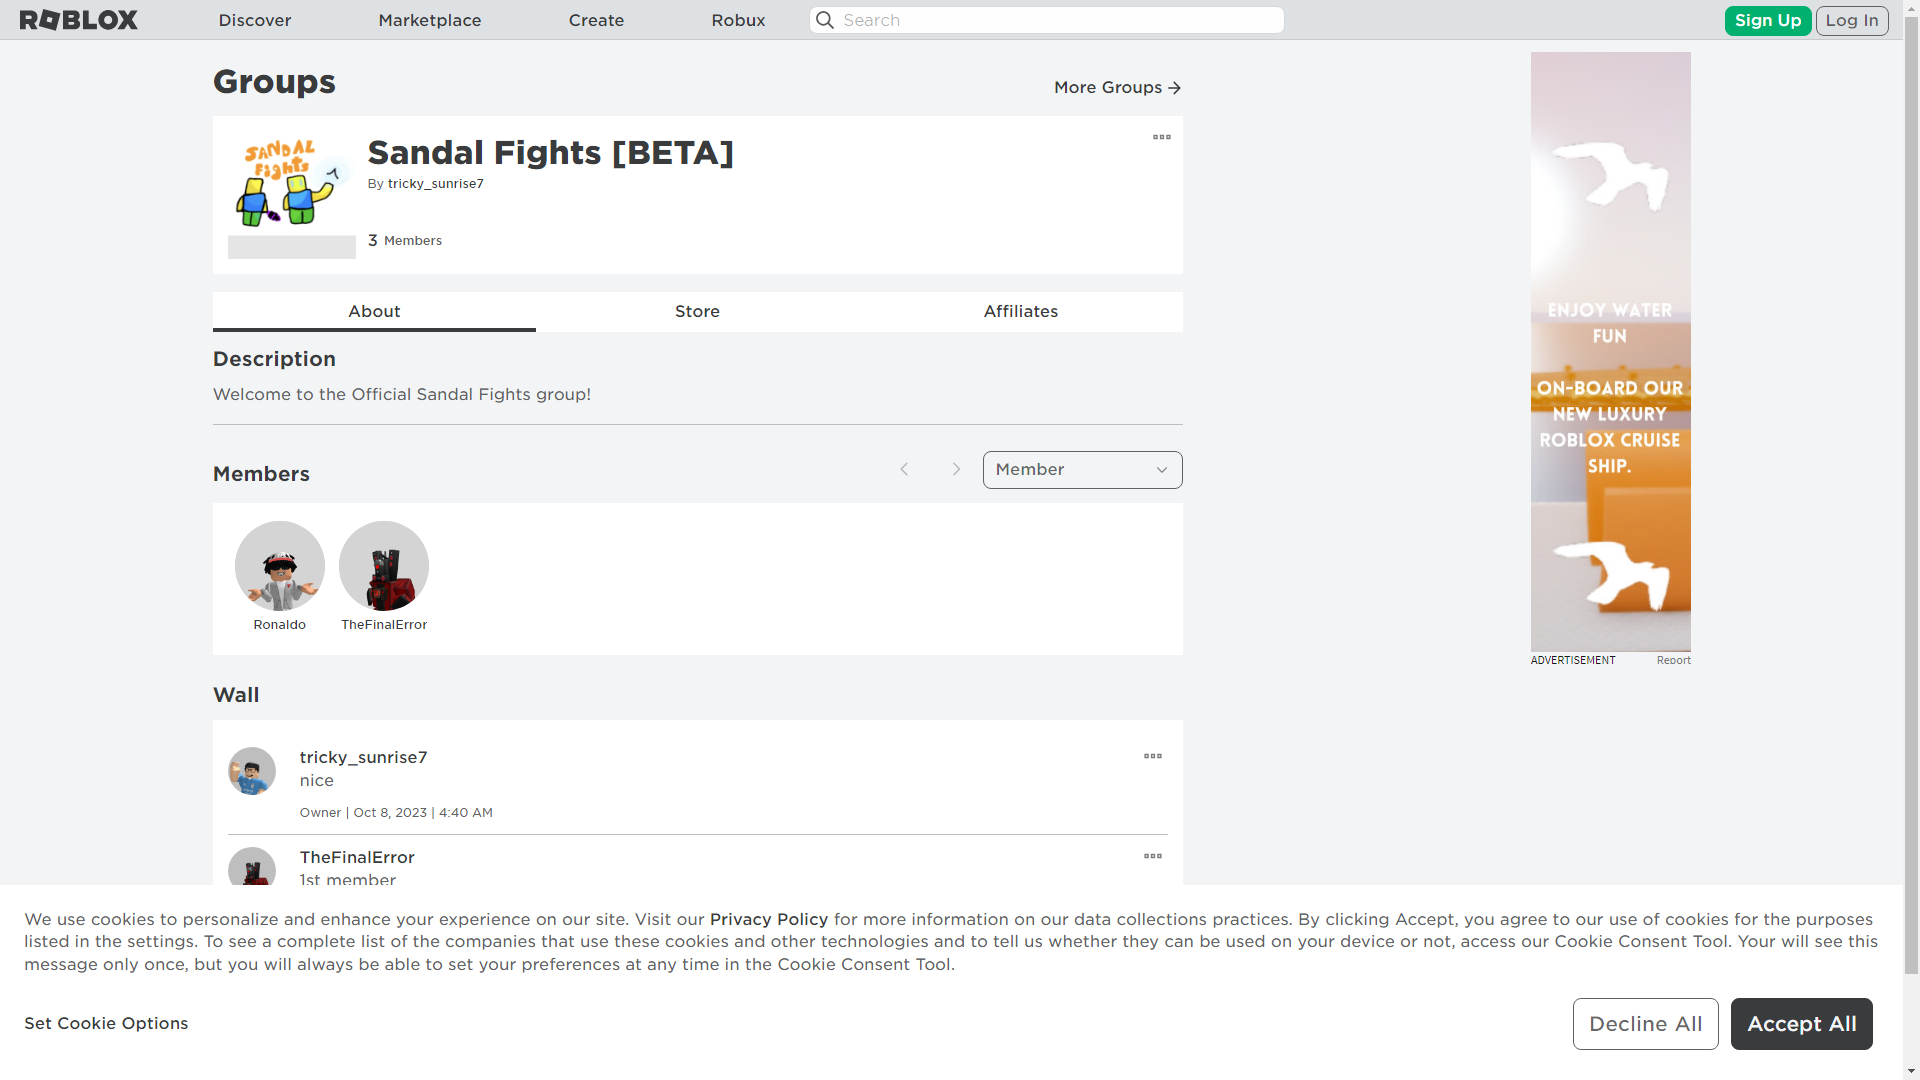 ROBLOX Discover Marketplace Create Robux Search Sign Up Log In
Groups
More Groups
SANDAL
Fights
Sandal Fights [BETA]
By tricky_sunrise7
3 Members
About Store Affiliates
Description
Welcome to the Official Sandal Fights group!
Members
Member
Ronaldo TheFinalError
Wall
tricky_sunrise7
nice
Owner | Oct 8, 2023 | 4:40 AM
TheFinalError
1st member
ENJOY WATER
FUN
ON-BOARD OUR
NEW LUXURY
ROBLOX CRUISE
SHIP.
ADVERTISEMENT Report
We use cookies to personalize and enhance your experience on our site. Visit our Privacy Policy for more information on our data collections practices. By clicking Accept, you agree to our use of cookies for the purposes
listed in the settings. To see a complete list of the companies that use these cookies and other technologies and to tell us whether they can be used on your device or not, access our Cookie Consent Tool. Your will see this
message only once, but you will always be able to set your preferences at any time in the Cookie Consent Tool.
Set Cookie Options
Decline All
Accept All